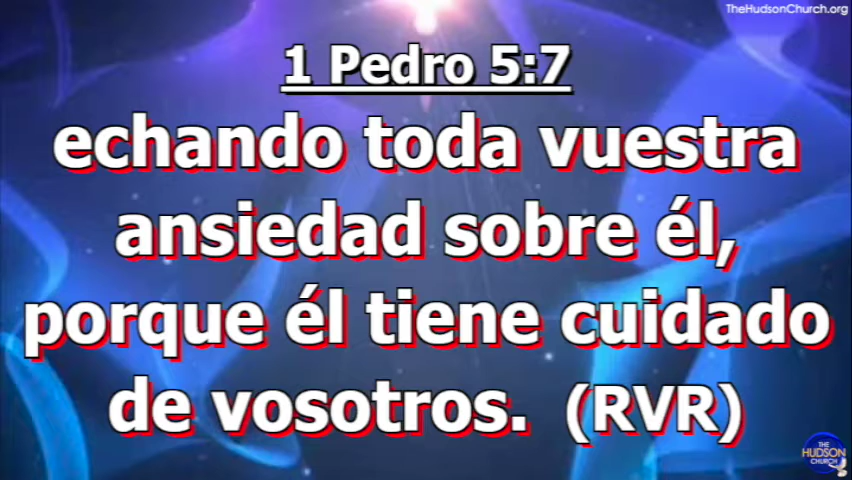 TheHudsonChurch.org
1 Pedro 5:7
echando toda vuestra
ansiedad sobre él,
porque él tiene cuidado
de vosotros. (RVR)
THE
HUDSON
CHURCH